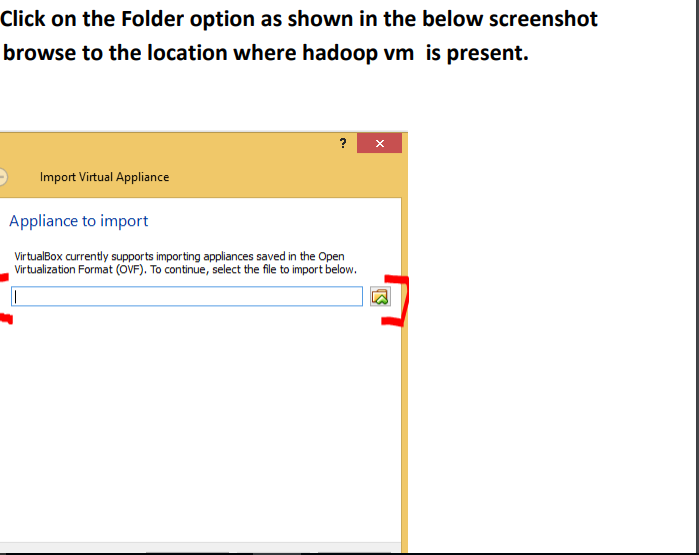 Click on the Folder option as shown in the below screenshot
browse to the location where hadoop vm is present.
?
Import Virtual Appliance
Appliance to import
VirtualBox currently supports importing appliances saved in the Open
Virtualization Format (OVF). To continue, select the file to import below.